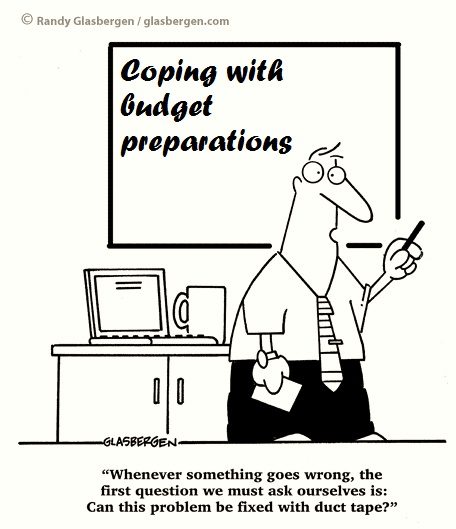 © Randy Glasbergen / glasbergen.com
Coping with
budget
preparations
GLASBERGEN
“Whenever something goes wrong, the
first question we must ask ourselves is:
Can this problem be fixed with duct tape?”